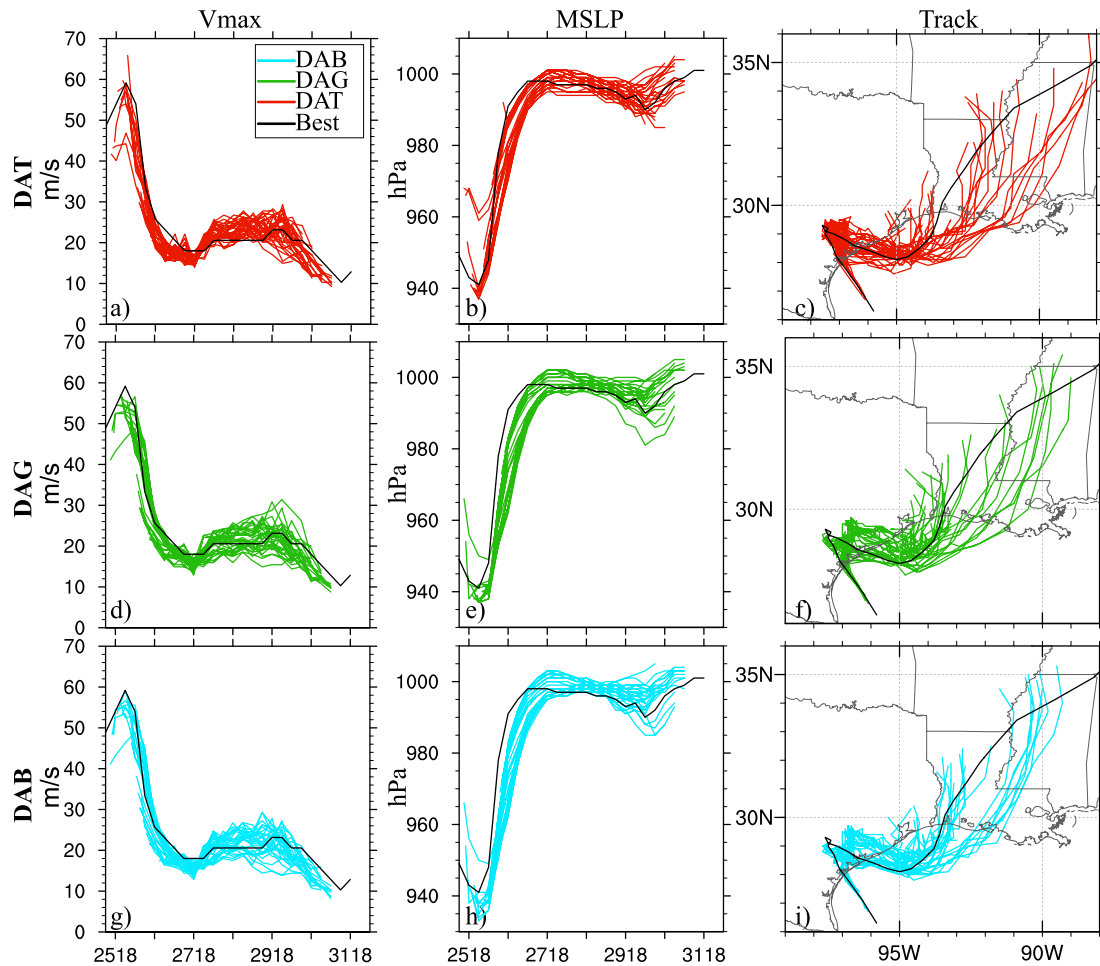 Vmax MSLP Track
DAT
m/s
70
60
50
40
30
20
10
0
a)
DAB
DAG
DAT
Best
hPa
1000
980
960
940
b)
35N
30N
c)
DAG
m/s
70
60
50
40
30
20
10
0
d)
hPa
1000
980
960
940
e)
35N
30N
f)
DAB
m/s
70
60
50
40
30
20
10
0
g)
2518 2718 2918 3118
hPa
1000
980
960
940
h)
2518 2718 2918 3118
35N
30N
i)
95W 90W